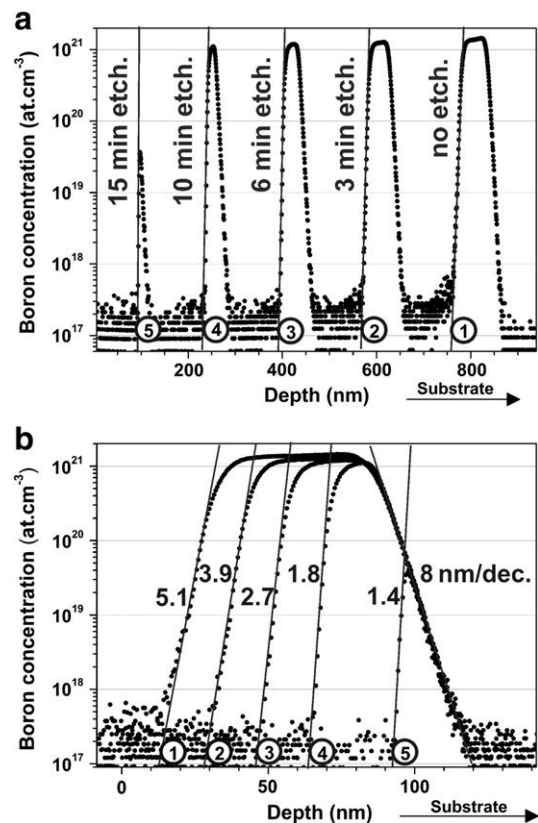 a
Boron concentration (at.cm⁻³)
10²¹
10²⁰
10¹⁹
10¹⁸
10¹⁷
15 min etch.
10 min etch.
6 min etch.
3 min etch.
no etch.
5
4
3
2
1
200
400
600
800
Depth (nm)
Substrate
b
Boron concentration (at.cm⁻³)
10²¹
10²⁰
10¹⁹
10¹⁸
10¹⁷
5.1
3.9
2.7
1.8
1.4
8 nm/dec.
1
2
3
4
5
0
50
100
Depth (nm)
Substrate